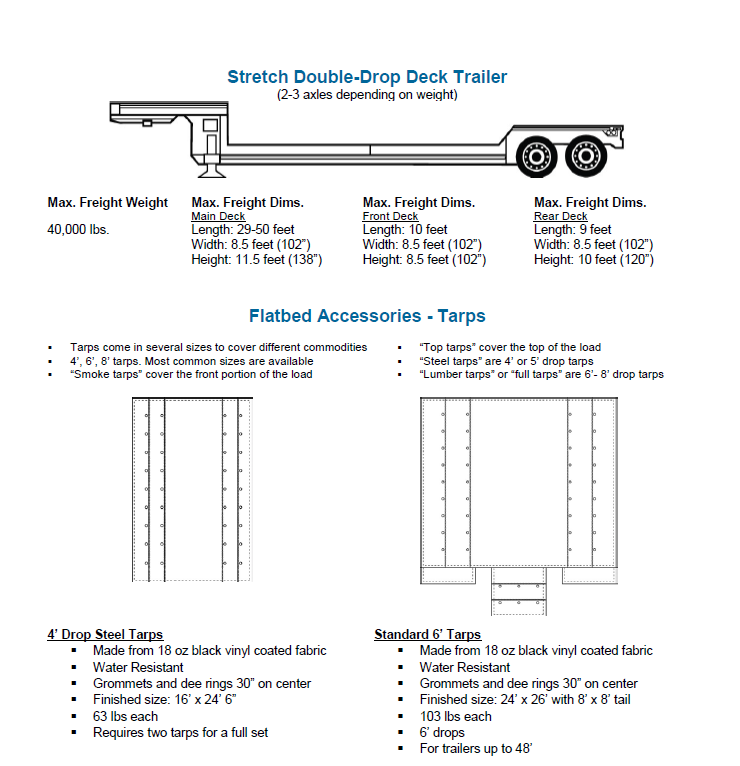 Stretch Double-Drop Deck Trailer
(2-3 axles depending on weight)
Max. Freight Weight
40,000 lbs.
Max. Freight Dims.
Main Deck
Length: 29-50 feet
Width: 8.5 feet (102”)
Height: 11.5 feet (138”)
Max. Freight Dims.
Front Deck
Length: 10 feet
Width: 8.5 feet (102”)
Height: 8.5 feet (102”)
Max. Freight Dims.
Rear Deck
Length: 9 feet
Width: 8.5 feet (102”)
Height: 10 feet (120”)
Flatbed Accessories - Tarps
▪ Tarps come in several sizes to cover different commodities
▪ 4’, 6’, 8’ tarps. Most common sizes are available
▪ “Smoke tarps” cover the front portion of the load
▪ “Top tarps” cover the top of the load
▪ “Steel tarps” are 4’ or 5’ drop tarps
▪ “Lumber tarps” or “full tarps” are 6’- 8’ drop tarps
4’ Drop Steel Tarps
▪ Made from 18 oz black vinyl coated fabric
▪ Water Resistant
▪ Grommets and dee rings 30” on center
▪ Finished size: 16’ x 24’ 6”
▪ 63 lbs each
▪ Requires two tarps for a full set
Standard 6’ Tarps
▪ Made from 18 oz black vinyl coated fabric
▪ Water Resistant
▪ Grommets and dee rings 30” on center
▪ Finished size: 24’ x 26’ with 8’ x 8’ tail
▪ 103 lbs each
▪ 6’ drops
▪ For trailers up to 48’